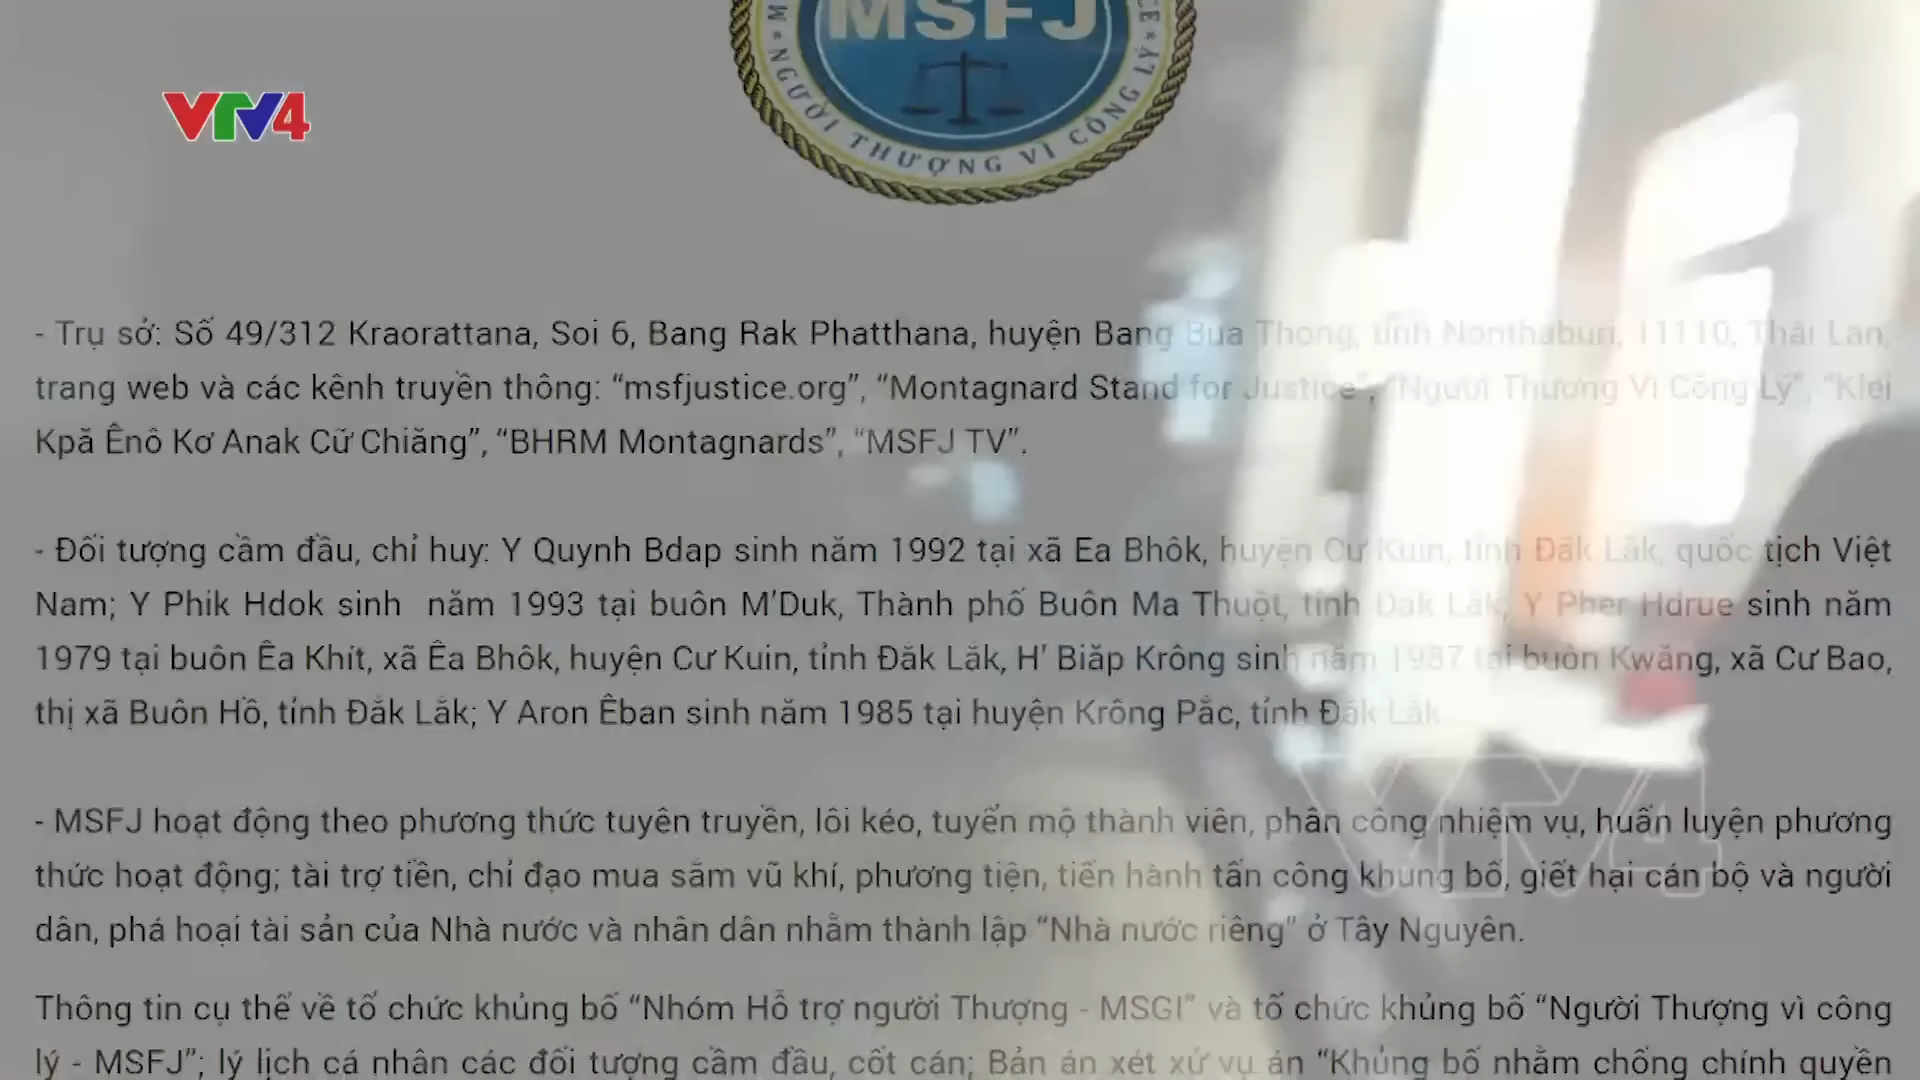 MSFJ
NGƯỜI THƯỢNG VÌ CÔNG LÝ
VTV4
- Trụ sở: Số 49/312 Kraorattana, Soi 6, Bang Rak Phatthana, huyện Bang Bua Thong, tỉnh Nonthaburi, 11110, Thái Lan,
trang web và các kênh truyền thông: “msfjustice.org”, “Montagnard Stand for Justice”, “Người Thượng Vì Công Lý”, “Klei
Kpă Ênô Kơ Anak Cữ Chiăng”, “BHRM Montagnards”, “MSFJ TV”.
- Đối tượng cầm đầu, chỉ huy: Y Quynh Bdap sinh năm 1992 tại xã Ea Bhôk, huyện Cư Kuin, tỉnh Đắk Lắk, quốc tịch Việt
Nam; Y Phik Hdok sinh năm 1993 tại buôn M’Duk, Thành phố Buôn Ma Thuột, tỉnh Đắk Lắk; Y Pher Hdrue sinh năm
1979 tại buôn Êa Khít, xã Êa Bhôk, huyện Cư Kuin, tỉnh Đắk Lắk, H’ Biăp Krông sinh năm 1987 tại buôn Kwăng, xã Cư Bao,
thị xã Buôn Hồ, tỉnh Đắk Lắk; Y Aron Êban sinh năm 1985 tại huyện Krông Pắc, tỉnh Đắk Lắk.
VTV4
- MSFJ hoạt động theo phương thức tuyên truyền, lôi kéo, tuyển mộ thành viên, phân công nhiệm vụ, huấn luyện phương
thức hoạt động; tài trợ tiền, chỉ đạo mua sắm vũ khí, phương tiện, tiến hành tấn công khủng bố, giết hại cán bộ và người
dân, phá hoại tài sản của Nhà nước và nhân dân nhằm thành lập “Nhà nước riêng” ở Tây Nguyên.
Thông tin cụ thể về tổ chức khủng bố “Nhóm Hỗ trợ người Thượng - MSGI” và tổ chức khủng bố “Người Thượng vì công
lý - MSFJ”; lý lịch cá nhân các đối tượng cầm đầu, cốt cán; Bản án xét xử vụ án “Khủng bố nhằm chống chính quyền